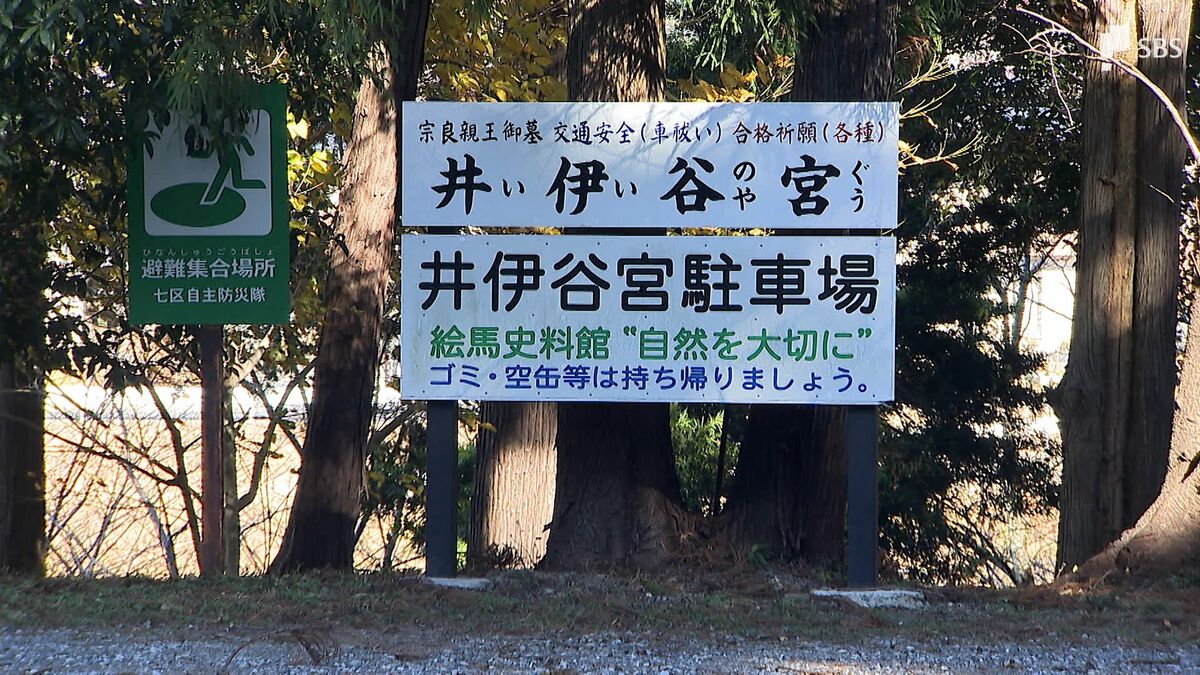 SBS
宗良親王御墓 交通安全(車祓い) 合格祈願(各種)
井い伊い谷のや宮ぐう
井伊谷宮駐車場
絵馬史料館“自然を大切に”
ゴミ・空缶等は持ち帰りましょう。
ひなんしゅうごうばしょ
避難集合場所
七区自主防災隊